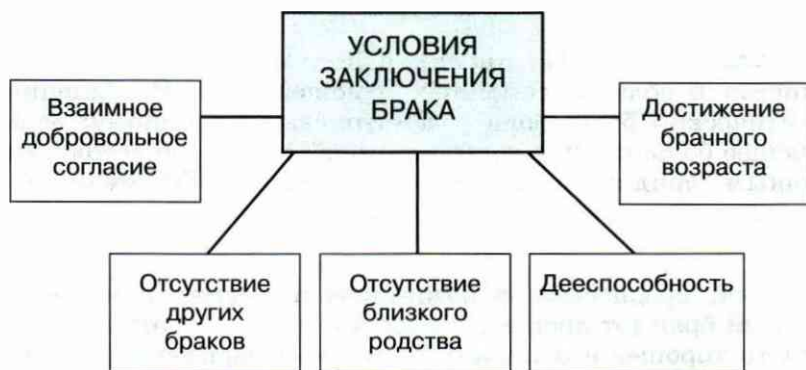 УСЛОВИЯ
ЗАКЛЮЧЕНИЯ
БРАКА
Взаимное
добровольное
согласие
Достижение
брачного
возраста
Отсутствие
других
браков
Отсутствие
близкого
родства
Дееспособность